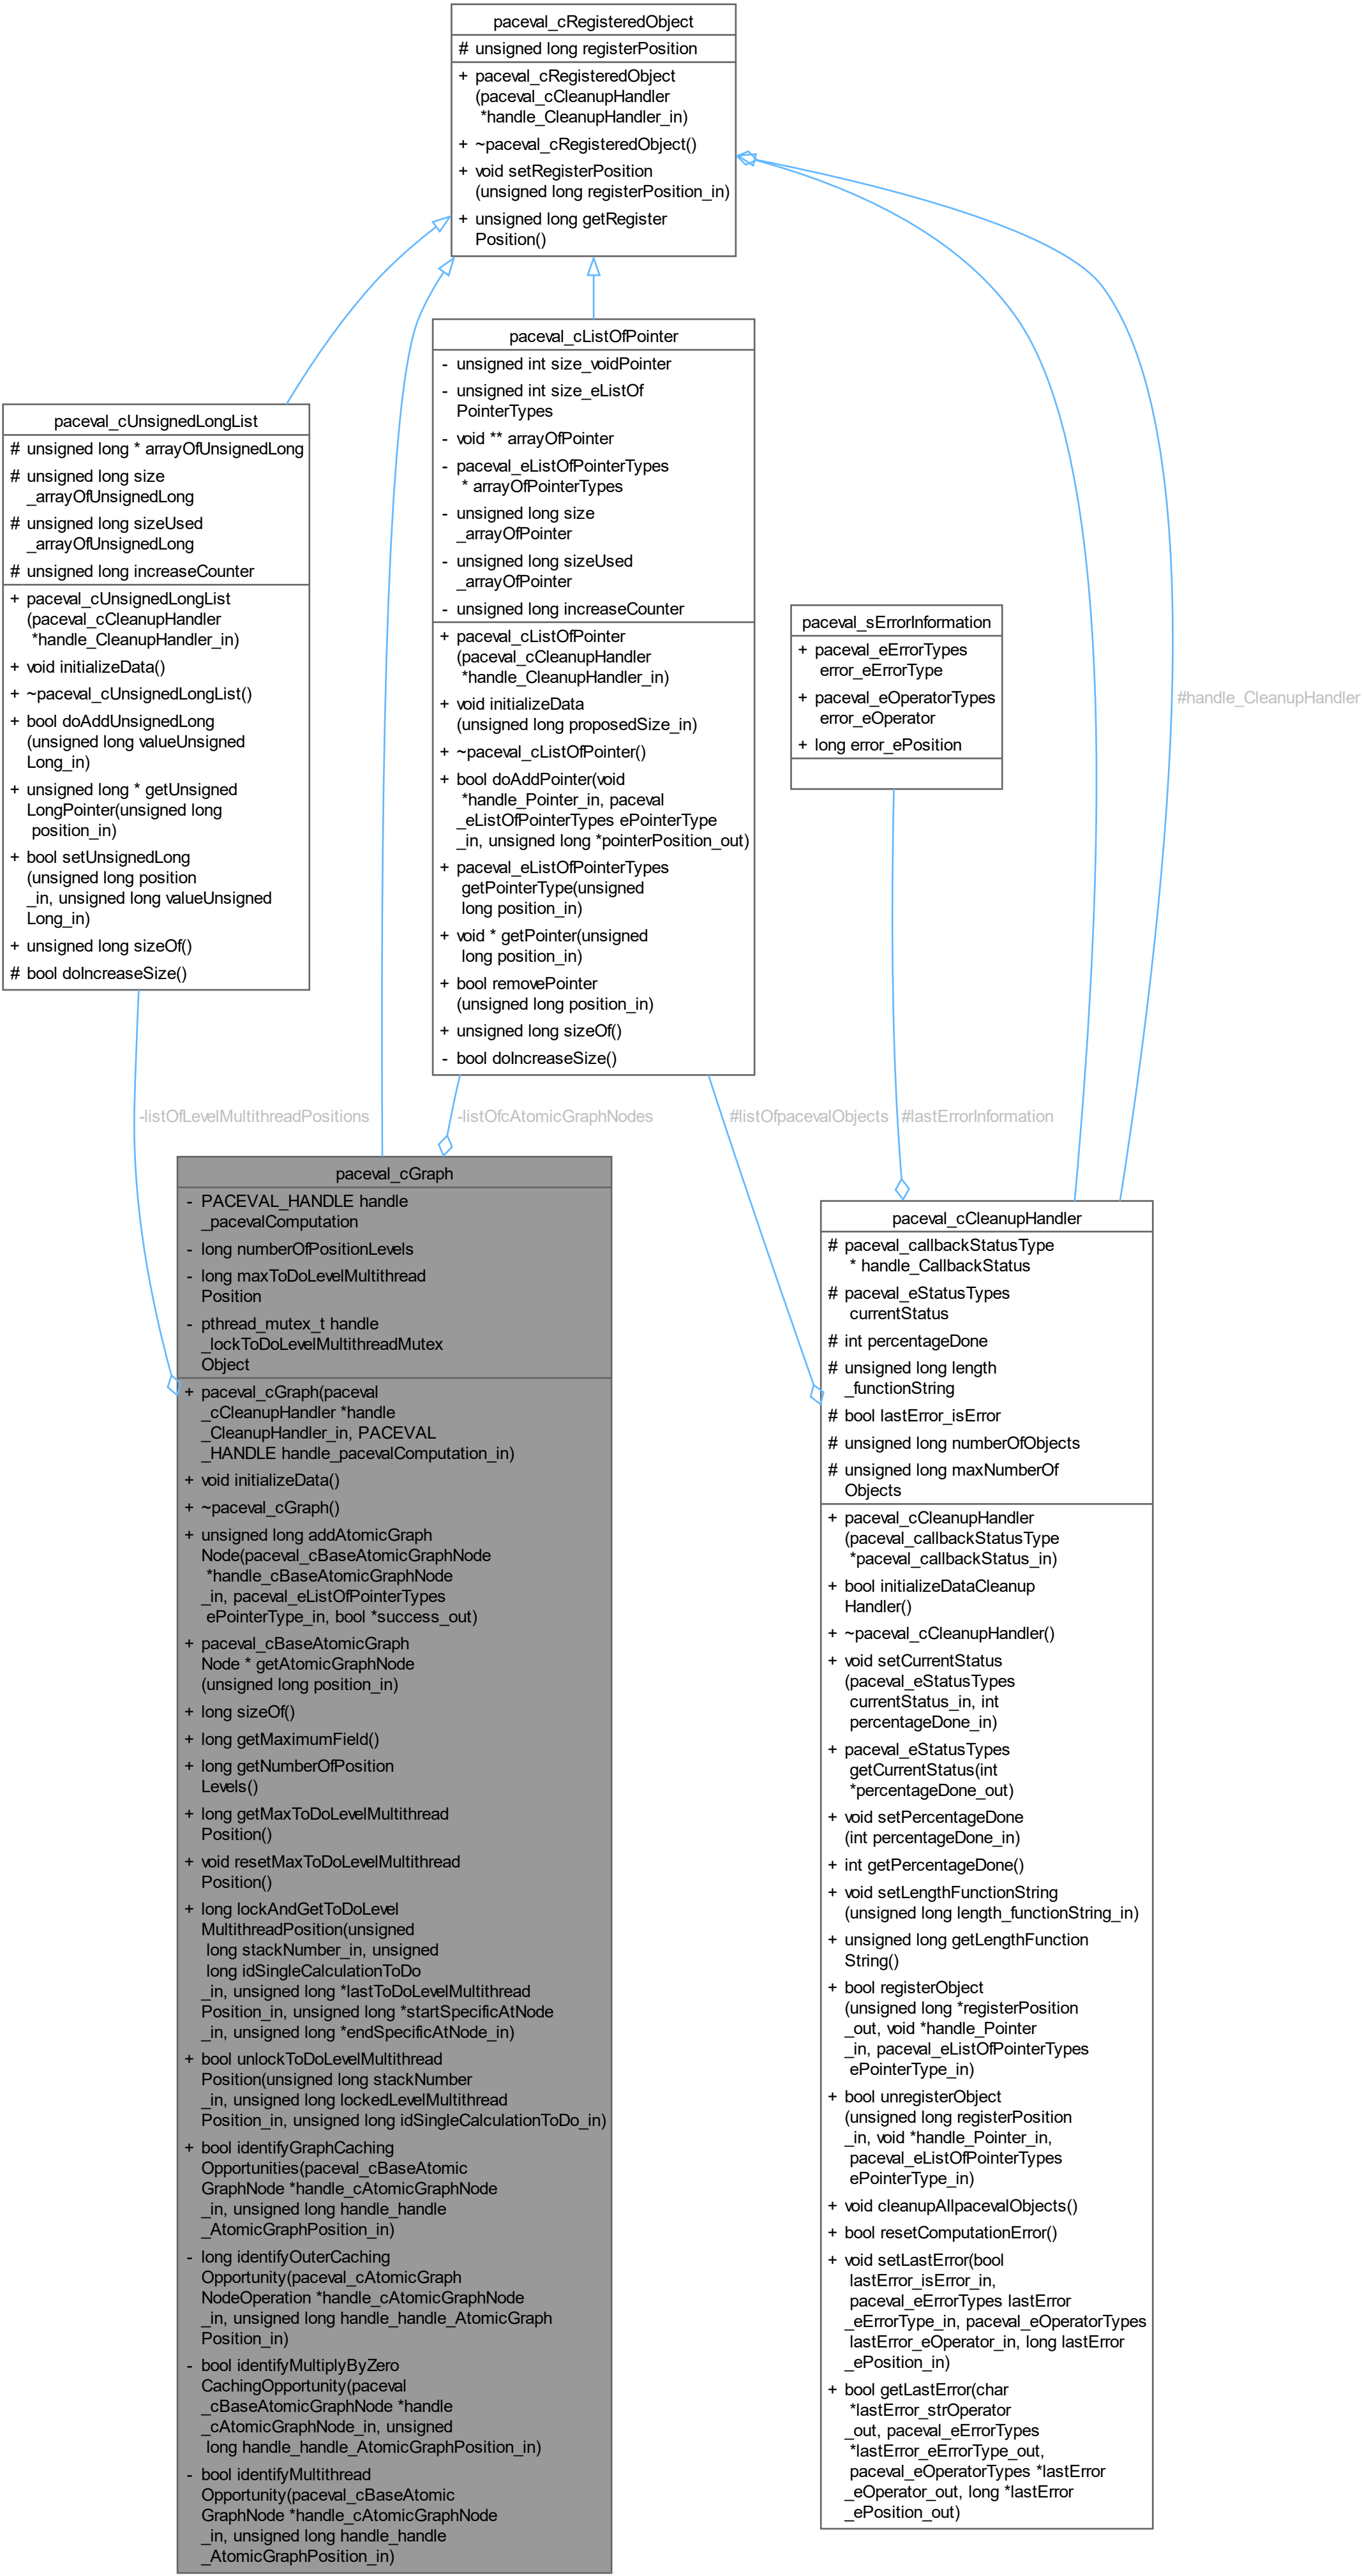 paceval_cRegisteredObject
# unsigned long registerPosition
+ paceval_cRegisteredObject
(paceval_cCleanupHandler
*handle_CleanupHandler_in)
+ ~paceval_cRegisteredObject()
+ void setRegisterPosition
(unsigned long registerPosition_in)
+ unsigned long getRegister
Position()
paceval_cUnsignedLongList
# unsigned long * arrayOfUnsignedLong
# unsigned long size
_arrayOfUnsignedLong
# unsigned long sizeUsed
_arrayOfUnsignedLong
# unsigned long increaseCounter
+ paceval_cUnsignedLongList
(paceval_cCleanupHandler
*handle_CleanupHandler_in)
+ void initializeData()
+ ~paceval_cUnsignedLongList()
+ bool doAddUnsignedLong
(unsigned long valueUnsigned
Long_in)
+ unsigned long * getUnsigned
LongPointer(unsigned long
position_in)
+ bool setUnsignedLong
(unsigned long position
_in, unsigned long valueUnsigned
Long_in)
+ unsigned long sizeOf()
# bool doIncreaseSize()
paceval_cListOfPointer
- unsigned int size_voidPointer
- unsigned int size_eListOf
PointerTypes
- void ** arrayOfPointer
- paceval_eListOfPointerTypes
* arrayOfPointerTypes
- unsigned long size
_arrayOfPointer
- unsigned long sizeUsed
_arrayOfPointer
- unsigned long increaseCounter
+ paceval_cListOfPointer
(paceval_cCleanupHandler
*handle_CleanupHandler_in)
+ void initializeData
(unsigned long proposedSize_in)
+ ~paceval_cListOfPointer()
+ bool doAddPointer(void
*handle_Pointer_in, paceval
_eListOfPointerTypes ePointerType
_in, unsigned long *pointerPosition_out)
+ paceval_eListOfPointerTypes
getPointerType(unsigned
long position_in)
+ void * getPointer(unsigned
long position_in)
+ bool removePointer
(unsigned long position_in)
+ unsigned long sizeOf()
- bool doIncreaseSize()
paceval_sErrorInformation
+ paceval_eErrorTypes
error_eErrorType
+ paceval_eOperatorTypes
error_eOperator
+ long error_ePosition
#handle_CleanupHandler
-listOfLevelMultithreadPositions
-listOfcAtomicGraphNodes
#listOfpacevalObjects
#lastErrorInformation
paceval_cGraph
- PACEVAL_HANDLE handle
_pacevalComputation
- long numberOfPositionLevels
- long maxToDoLevelMultithread
Position
- pthread_mutex_t handle
_lockToDoLevelMultithreadMutex
Object
+ paceval_cGraph(paceval
_cCleanupHandler *handle
_CleanupHandler_in, PACEVAL
_HANDLE handle_pacevalComputation_in)
+ void initializeData()
+ ~paceval_cGraph()
+ unsigned long addAtomicGraph
Node(paceval_cBaseAtomicGraphNode
*handle_cBaseAtomicGraphNode
_in, paceval_eListOfPointerTypes
ePointerType_in, bool *success_out)
+ paceval_cBaseAtomicGraph
Node * getAtomicGraphNode
(unsigned long position_in)
+ long sizeOf()
+ long getMaximumField()
+ long getNumberOfPosition
Levels()
+ long getMaxToDoLevelMultithread
Position()
+ void resetMaxToDoLevelMultithread
Position()
+ long lockAndGetToDoLevel
MultithreadPosition(unsigned
long stackNumber_in, unsigned
long idSingleCalculationToDo
_in, unsigned long *lastToDoLevelMultithread
Position_in, unsigned long *startSpecificAtNode
_in, unsigned long *endSpecificAtNode_in)
+ bool unlockToDoLevelMultithread
Position(unsigned long stackNumber
_in, unsigned long lockedLevelMultithread
Position_in, unsigned long idSingleCalculationToDo_in)
+ bool identifyGraphCaching
Opportunities(paceval_cBaseAtomic
GraphNode *handle_cAtomicGraphNode
_in, unsigned long handle_handle
_AtomicGraphPosition_in)
- long identifyOuterCaching
Opportunity(paceval_cAtomicGraph
NodeOperation *handle_cAtomicGraphNode
_in, unsigned long handle_handle_AtomicGraph
Position_in)
- bool identifyMultiplyByZero
CachingOpportunity(paceval
_cBaseAtomicGraphNode *handle
_cAtomicGraphNode_in, unsigned
long handle_handle_AtomicGraphPosition_in)
- bool identifyMultithread
Opportunity(paceval_cBaseAtomic
GraphNode *handle_cAtomicGraphNode
_in, unsigned long handle_handle
_AtomicGraphPosition_in)
paceval_cCleanupHandler
# paceval_callbackStatusType
* handle_CallbackStatus
# paceval_eStatusTypes
currentStatus
# int percentageDone
# unsigned long length
_functionString
# bool lastError_isError
# unsigned long numberOfObjects
# unsigned long maxNumberOf
Objects
+ paceval_cCleanupHandler
(paceval_callbackStatusType
*paceval_callbackStatus_in)
+ bool initializeDataCleanup
Handler()
+ ~paceval_cCleanupHandler()
+ void setCurrentStatus
(paceval_eStatusTypes
currentStatus_in, int
percentageDone_in)
+ paceval_eStatusTypes
getCurrentStatus(int
*percentageDone_out)
+ void setPercentageDone
(int percentageDone_in)
+ int getPercentageDone()
+ void setLengthFunctionString
(unsigned long length_functionString_in)
+ unsigned long getLengthFunction
String()
+ bool registerObject
(unsigned long *registerPosition
_out, void *handle_Pointer
_in, paceval_eListOfPointerTypes
ePointerType_in)
+ bool unregisterObject
(unsigned long registerPosition
_in, void *handle_Pointer_in,
paceval_eListOfPointerTypes
ePointerType_in)
+ void cleanupAllpacevalObjects()
+ bool resetComputationError()
+ void setLastError(bool
lastError_isError_in,
paceval_eErrorTypes lastError
_eErrorType_in, paceval_eOperatorTypes
lastError_eOperator_in, long lastError
_ePosition_in)
+ bool getLastError(char
*lastError_strOperator
_out, paceval_eErrorTypes
*lastError_eErrorType_out,
paceval_eOperatorTypes *lastError
_eOperator_out, long *lastError
_ePosition_out)